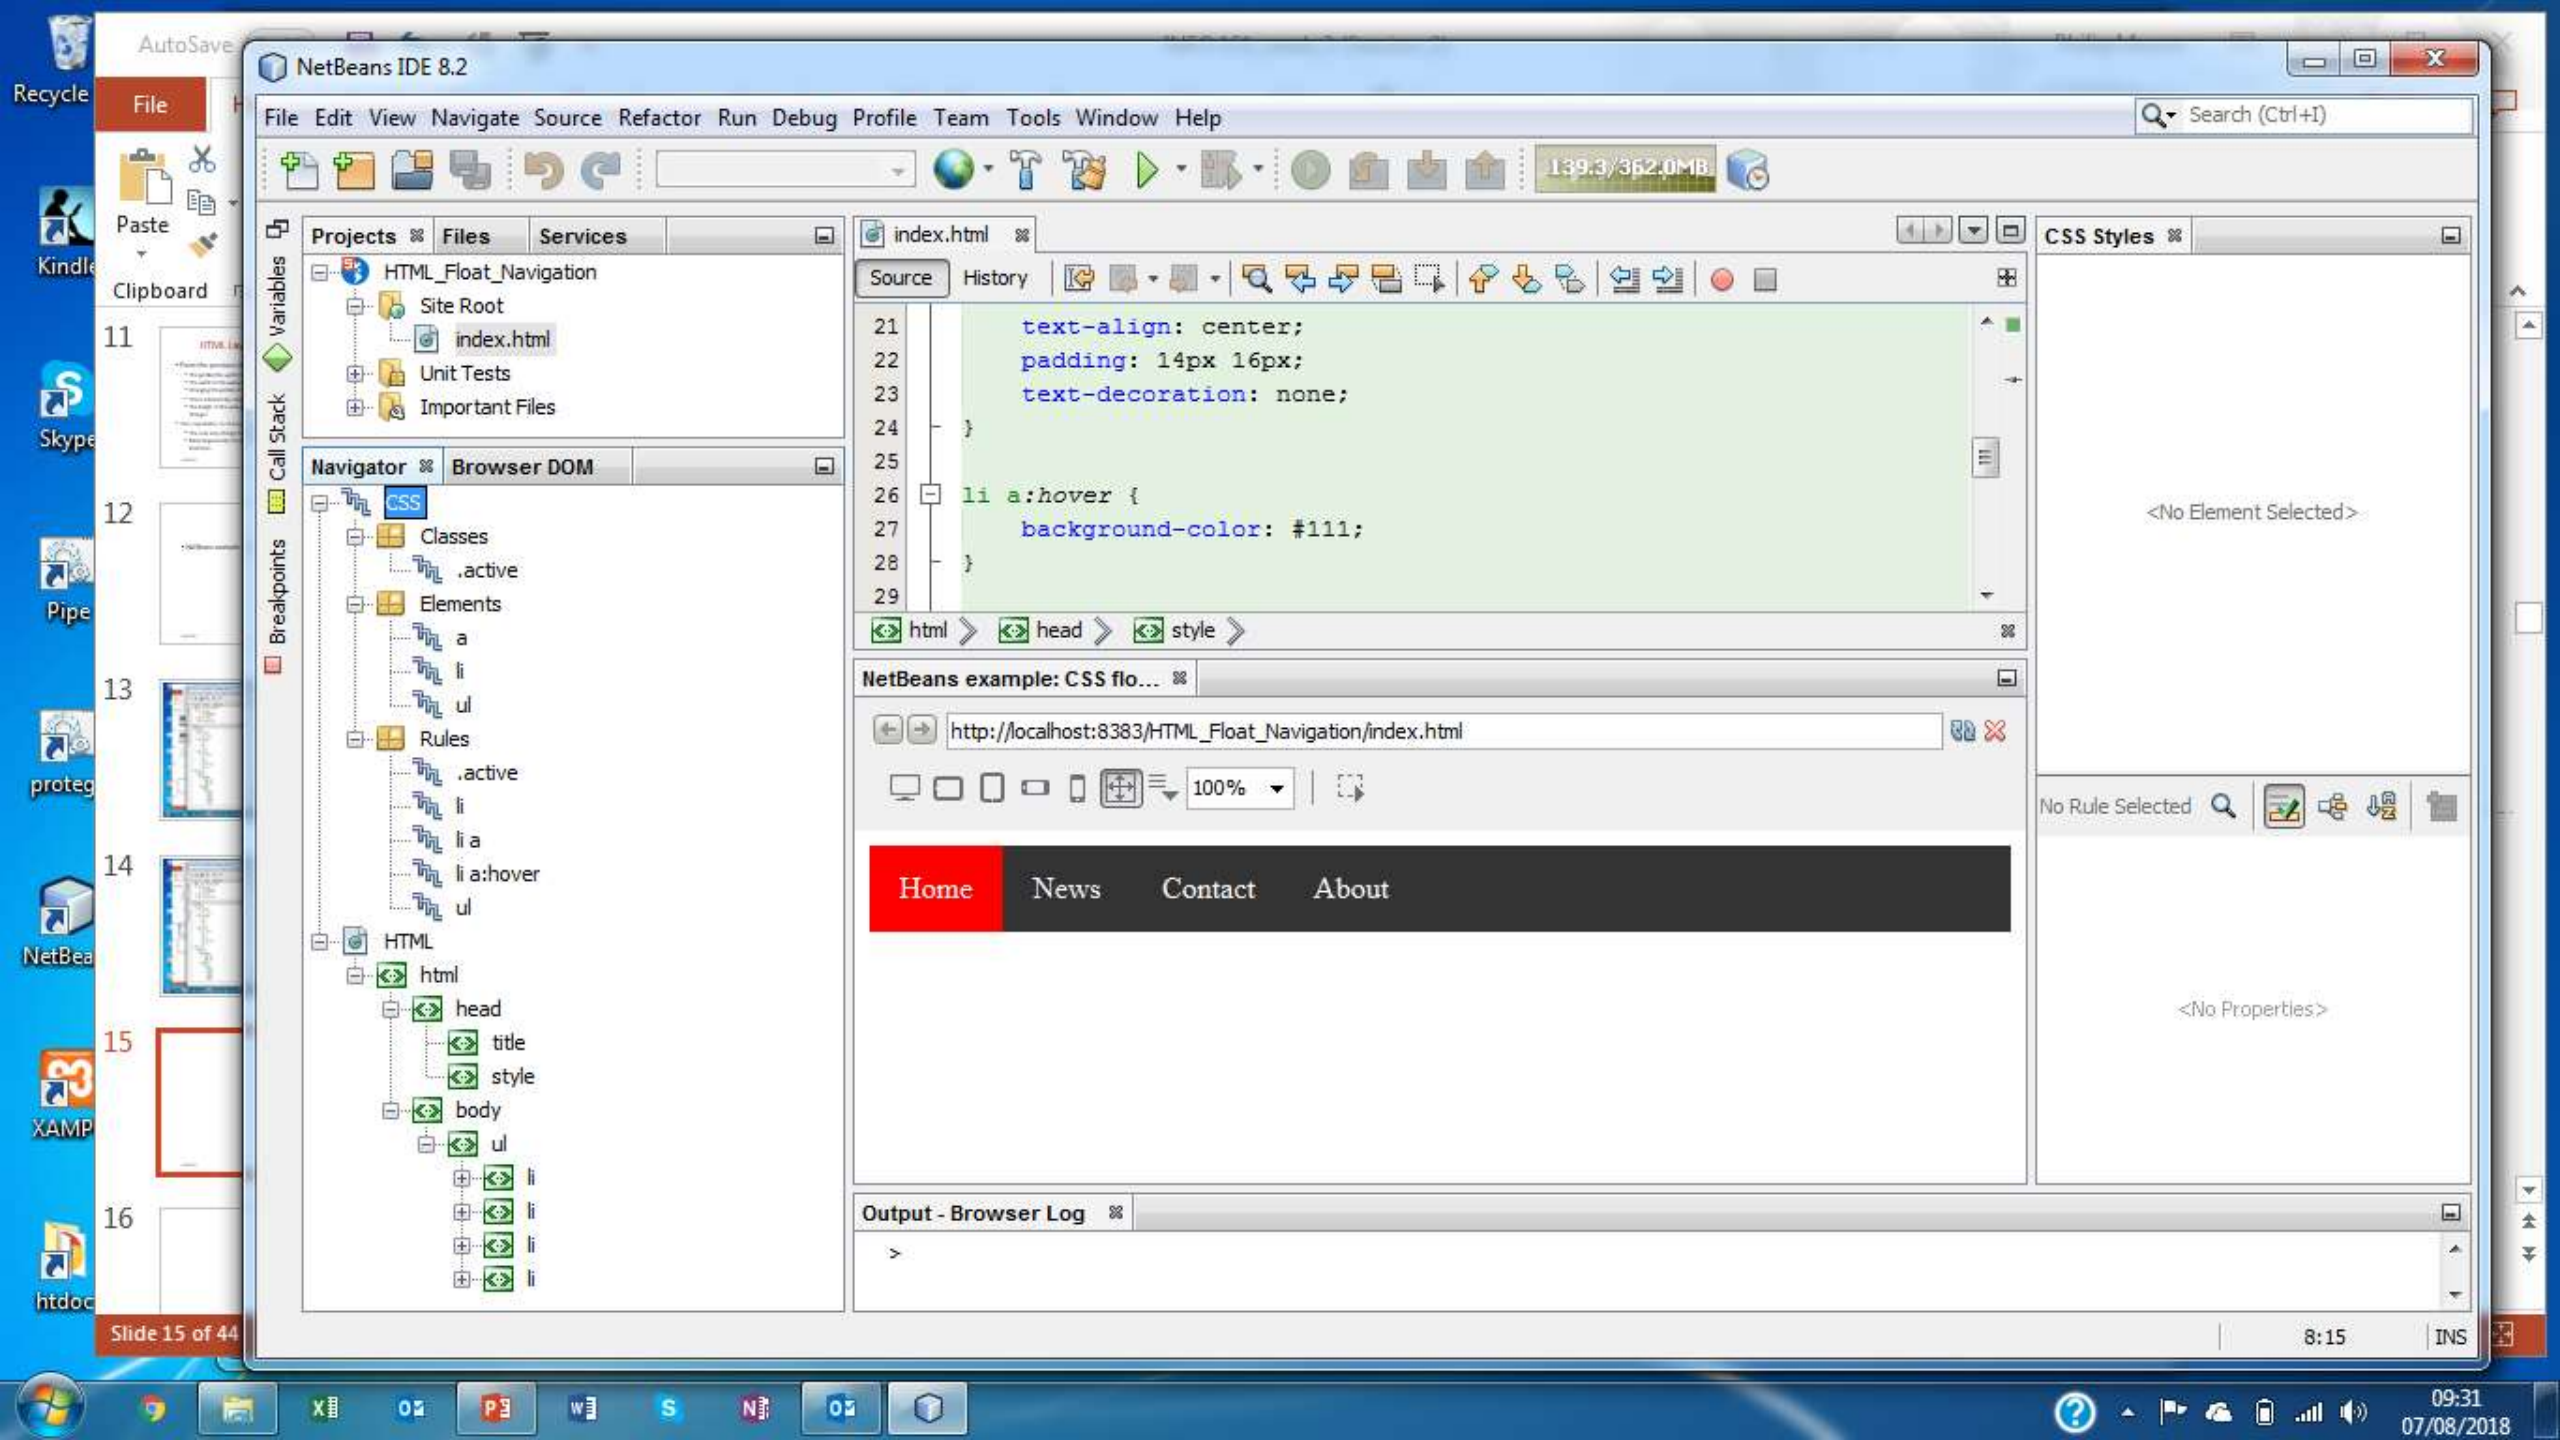 AutoSave
Recycle
File
Paste
Clipboard
Kindle
Skype
Pipe
proteg
NetBea
XAMP
htdoc
11
12
13
14
15
16
Slide 15 of 44
NetBeans IDE 8.2
File Edit View Navigate Source Refactor Run Debug Profile Team Tools Window Help
Search (Ctrl+I)
139.3/362.0MB
Variables
Call Stack
Breakpoints
Projects Files Services
HTML_Float_Navigation
Site Root
index.html
Unit Tests
Important Files
Navigator Browser DOM
CSS
Classes
.active
Elements
a
li
ul
Rules
.active
li
li a
li a:hover
ul
HTML
html
head
title
style
body
ul
li
li
li
li
index.html
Source History
21 text-align: center;
22 padding: 14px 16px;
23 text-decoration: none;
24 }
25
26 li a:hover {
27 background-color: #111;
28 }
29
html head style
NetBeans example: CSS flo...
http://localhost:8383/HTML_Float_Navigation/index.html
100%
Home News Contact About
CSS Styles
<No Element Selected>
No Rule Selected
<No Properties>
Output - Browser Log
>
8:15 INS
09:31
07/08/2018